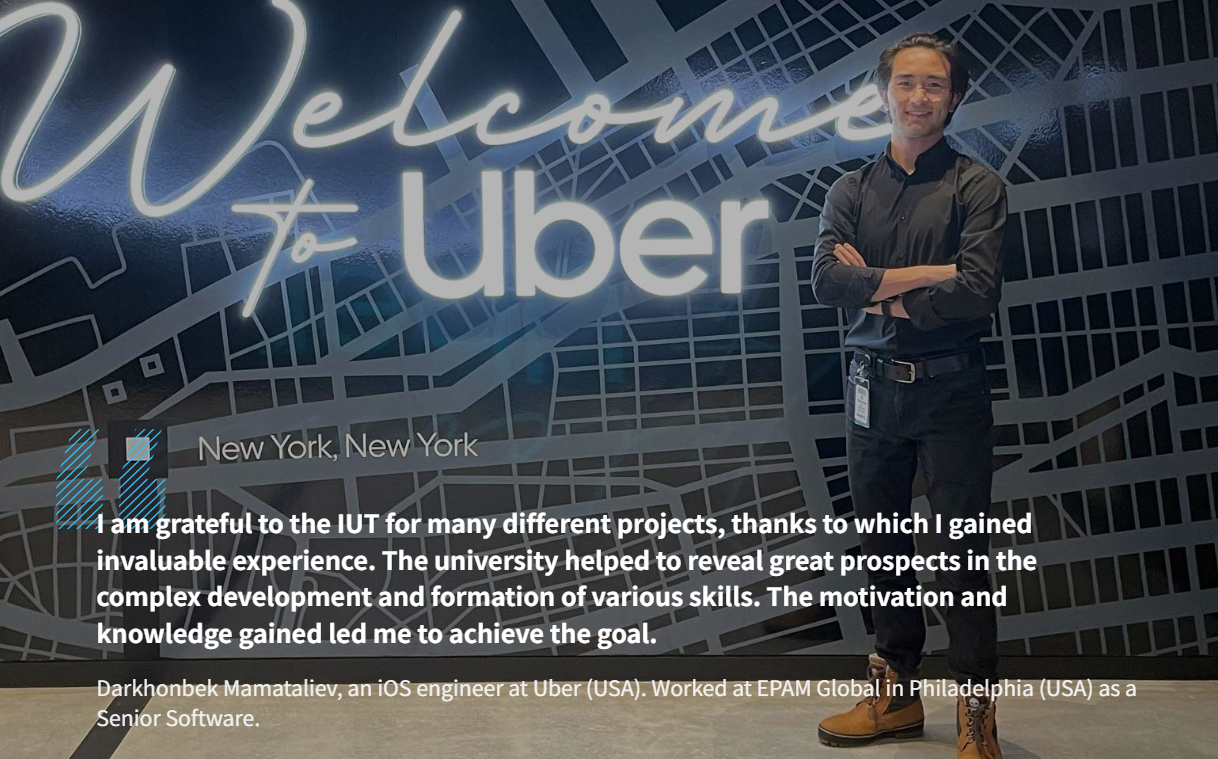 Welcome
to Uber
New York, New York
I am grateful to the IUT for many different projects, thanks to which I gained
invaluable experience. The university helped to reveal great prospects in the
complex development and formation of various skills. The motivation and
knowledge gained led me to achieve the goal.
Darkhonbek Mamataliev, an iOS engineer at Uber (USA). Worked at EPAM Global in Philadelphia (USA) as a
Senior Software.